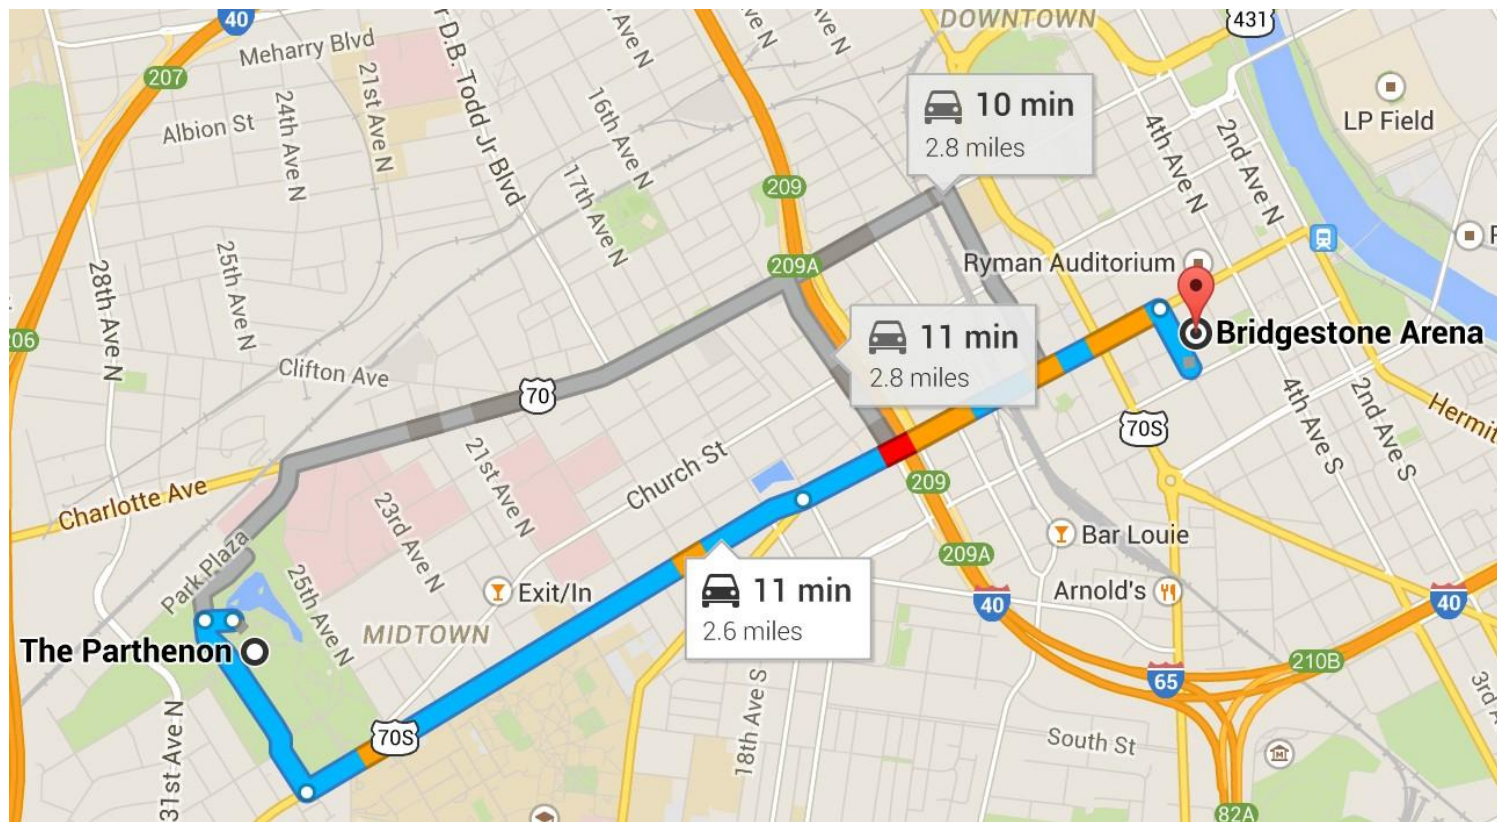 40
DOWNTOWN
431
Meharry Blvd
207
21st Ave N
D.B. Todd Jr Blvd
Ave N
24th Ave N
16th Ave N
10 min
2.8 miles
LP Field
Albion St
4th Ave N
2nd Ave N
209
17th Ave N
25th Ave N
28th Ave N
209A
Ryman Auditorium
11 min
2.8 miles
Bridgestone Arena
06
Clifton Ave
70
4th Ave S
2nd Ave S
Hermit
70S
21st Ave N
Church St
Charlotte Ave
23rd Ave N
209
Park Plaza
25th Ave N
209A
Bar Louie
Exit/In
11 min
2.6 miles
Arnold's
40
40
MIDTOWN
The Parthenon
210B
65
3rd A
31st Ave N
70S
18th Ave S
South St
82A